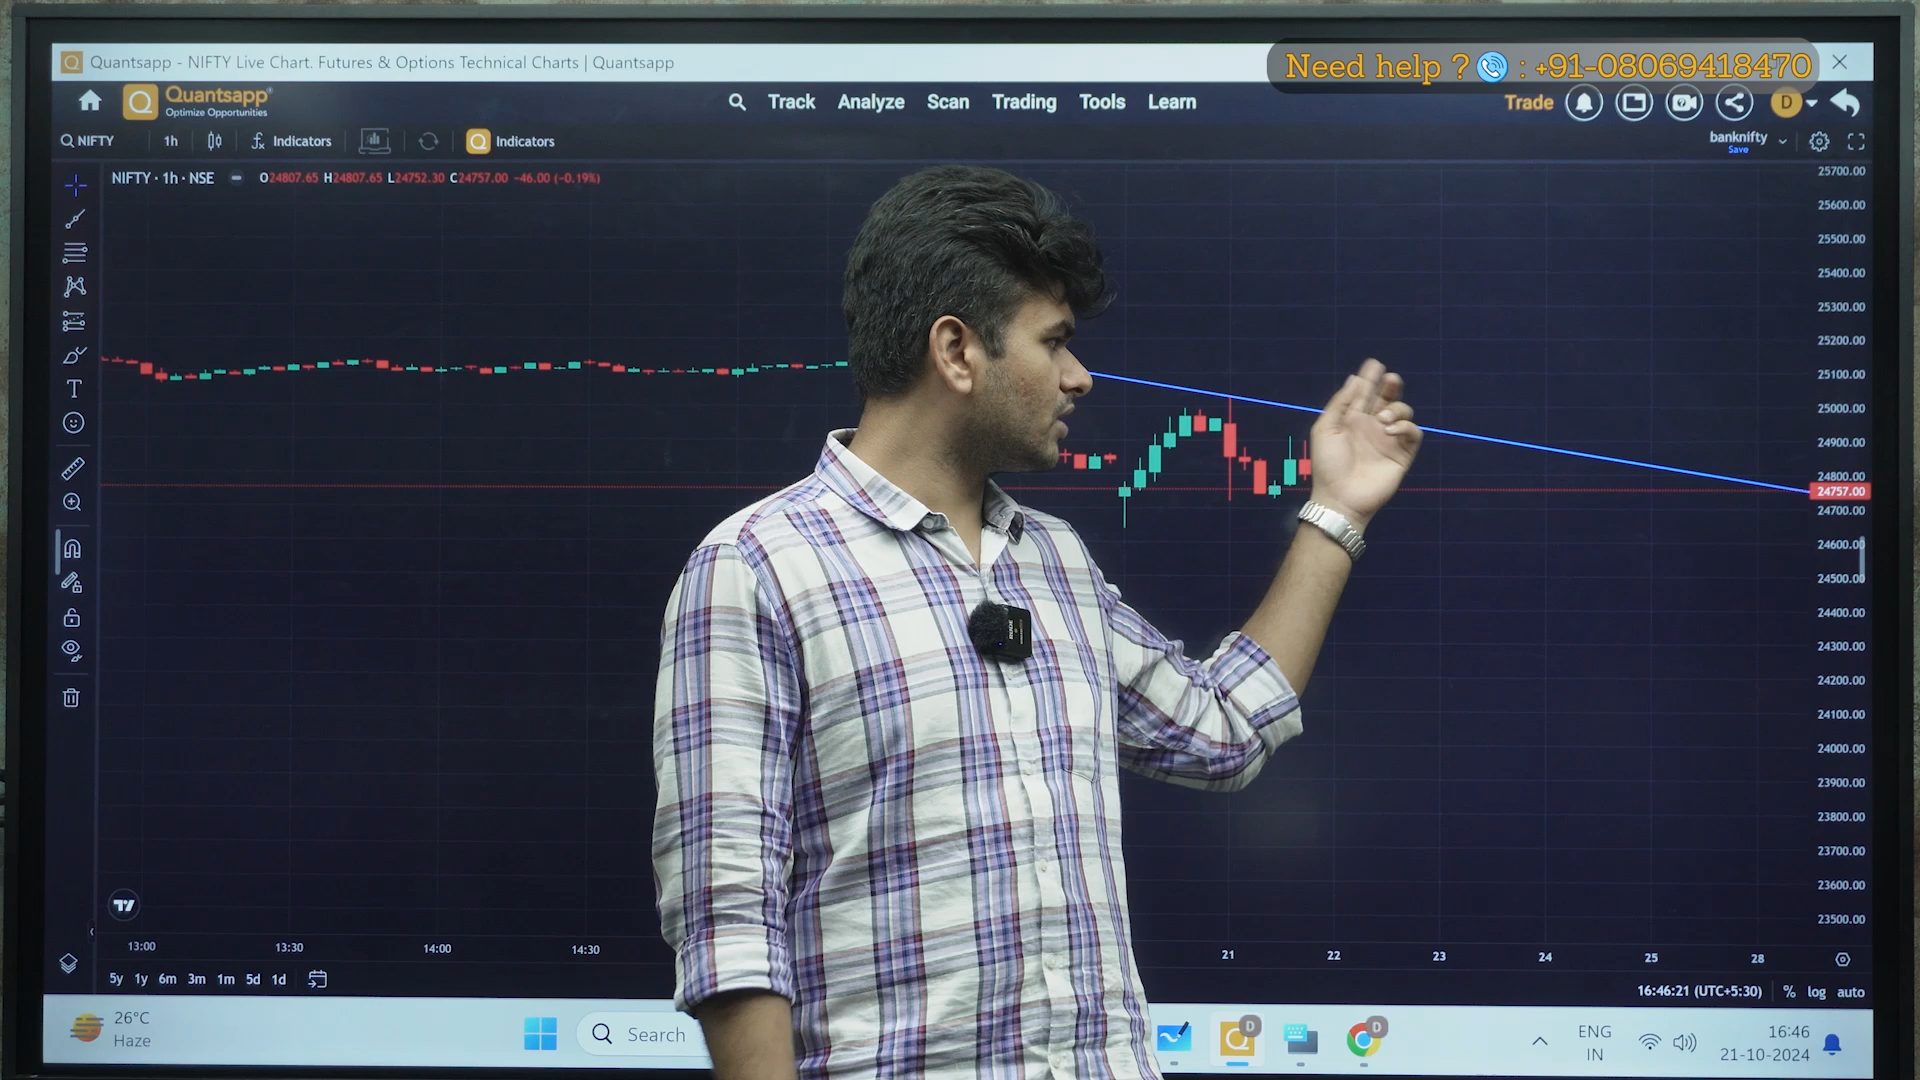 Quantsapp - NIFTY Live Chart. Futures & Options Technical Charts | Quantsapp
Need help ? : +91-08069418470
Quantsapp
Optimize Opportunities
Track Analyze Scan Trading Tools Learn
Trade
D
NIFTY 1h Indicators Indicators
banknifty
Save
NIFTY · 1h · NSE O24807.65 H24807.65 L24752.30 C24757.00 -46.00 (-0.19%)
25700.00
25600.00
25500.00
25400.00
25300.00
25200.00
25100.00
25000.00
24900.00
24800.00
24757.00
24700.00
24600.00
24500.00
24400.00
24300.00
24200.00
24100.00
24000.00
23900.00
23800.00
23700.00
23600.00
23500.00
13:00 13:30 14:00 14:30 21 22 23 24 25 28
5y 1y 6m 3m 1m 5d 1d
16:46:21 (UTC+5:30) % log auto
26°C
Haze
Search
D
D
ENG
IN
16:46
21-10-2024